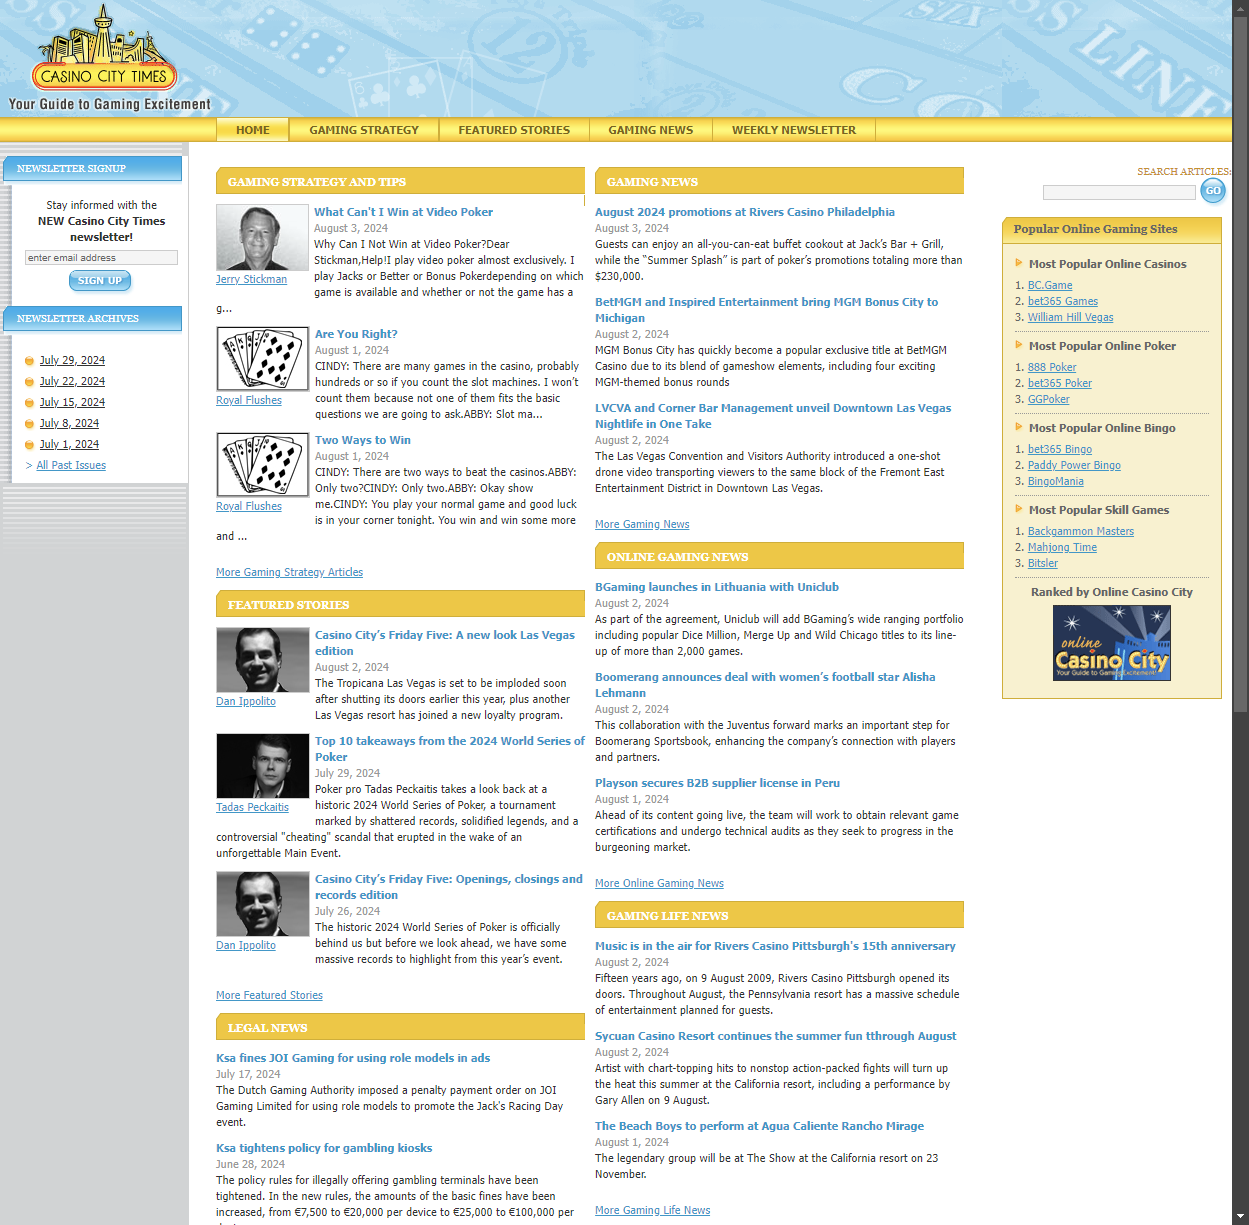 CASINO CITY TIMES
Your Guide to Gaming Excitement
HOME
GAMING STRATEGY
FEATURED STORIES
GAMING NEWS
WEEKLY NEWSLETTER
NEWSLETTER SIGNUP
Stay informed with the
NEW Casino City Times
newsletter!
enter email address
SIGN UP
NEWSLETTER ARCHIVES
July 29, 2024
July 22, 2024
July 15, 2024
July 8, 2024
July 1, 2024
> All Past Issues
GAMING STRATEGY AND TIPS
What Can't I Win at Video Poker
August 3, 2024
Why Can I Not Win at Video Poker?Dear
Stickman,Help!I play video poker almost exclusively. I
play Jacks or Better or Bonus Pokerdepending on which
Jerry Stickman
game is available and whether or not the game has a
g...
Are You Right?
August 1, 2024
CINDY: There are many games in the casino, probably
hundreds or so if you count the slot machines. I won't
count them because not one of them fits the basic
Royal Flushes
questions we are going to ask.ABBY: Slot ma...
Two Ways to Win
August 1, 2024
CINDY: There are two ways to beat the casinos.ABBY:
Only two?CINDY: Only two.ABBY: Okay show
me.CINDY: You play your normal game and good luck
Royal Flushes
is in your corner tonight. You win and win some more
and ...
More Gaming Strategy Articles
FEATURED STORIES
Casino City's Friday Five: A new look Las Vegas
edition
August 2, 2024
The Tropicana Las Vegas is set to be imploded soon
after shutting its doors earlier this year, plus another
Dan Ippolito
Las Vegas resort has joined a new loyalty program.
Top 10 takeaways from the 2024 World Series of
Poker
July 29, 2024
Poker pro Tadas Peckaitis takes a look back at a
historic 2024 World Series of Poker, a tournament
Tadas Peckaitis
marked by shattered records, solidified legends, and a
controversial "cheating" scandal that erupted in the wake of an
unforgettable Main Event.
Casino City's Friday Five: Openings, closings and
records edition
July 26, 2024
The historic 2024 World Series of Poker is officially
behind us but before we look ahead, we have some
Dan Ippolito
massive records to highlight from this year's event.
More Featured Stories
LEGAL NEWS
Ksa fines JOI Gaming for using role models in ads
July 17, 2024
The Dutch Gaming Authority imposed a penalty payment order on JOI
Gaming Limited for using role models to promote the Jack's Racing Day
event.
Ksa tightens policy for gambling kiosks
June 28, 2024
The policy rules for illegally offering gambling terminals have been
tightened. In the new rules, the amounts of the basic fines have been
increased, from €7,500 to €20,000 per device to €25,000 to €100,000 per
GAMING NEWS
August 2024 promotions at Rivers Casino Philadelphia
August 3, 2024
Guests can enjoy an all-you-can-eat buffet cookout at Jack's Bar + Grill,
while the “Summer Splash” is part of poker's promotions totaling more than
$230,000.
BetMGM and Inspired Entertainment bring MGM Bonus City to
Michigan
August 2, 2024
MGM Bonus City has quickly become a popular exclusive title at BetMGM
Casino due to its blend of gameshow elements, including four exciting
MGM-themed bonus rounds
LVCVA and Corner Bar Management unveil Downtown Las Vegas
Nightlife in One Take
August 2, 2024
The Las Vegas Convention and Visitors Authority introduced a one-shot
drone video transporting viewers to the same block of the Fremont East
Entertainment District in Downtown Las Vegas.
More Gaming News
ONLINE GAMING NEWS
BGaming launches in Lithuania with Uniclub
August 2, 2024
As part of the agreement, Uniclub will add BGaming's wide ranging portfolio
including popular Dice Million, Merge Up and Wild Chicago titles to its line-
up of more than 2,000 games.
Boomerang announces deal with women's football star Alisha
Lehmann
August 2, 2024
This collaboration with the Juventus forward marks an important step for
Boomerang Sportsbook, enhancing the company's connection with players
and partners.
Playson secures B2B supplier license in Peru
August 1, 2024
Ahead of its content going live, the team will work to obtain relevant game
certifications and undergo technical audits as they seek to progress in the
burgeoning market.
More Online Gaming News
GAMING LIFE NEWS
Music is in the air for Rivers Casino Pittsburgh's 15th anniversary
August 2, 2024
Fifteen years ago, on 9 August 2009, Rivers Casino Pittsburgh opened its
doors. Throughout August, the Pennsylvania resort has a massive schedule
of entertainment planned for guests.
Sycuan Casino Resort continues the summer fun tthrough August
August 2, 2024
Artist with chart-topping hits to nonstop action-packed fights will turn up
the heat this summer at the California resort, including a performance by
Gary Allen on 9 August.
The Beach Boys to perform at Agua Caliente Rancho Mirage
August 1, 2024
The legendary group will be at The Show at the California resort on 23
November.
More Gaming Life News
SEARCH ARTICLES:
GO
Popular Online Gaming Sites
Most Popular Online Casinos
1. BC.Game
2. bet365 Games
3. William Hill Vegas
Most Popular Online Poker
1. 888 Poker
2. bet365 Poker
3. GGPoker
Most Popular Online Bingo
1. bet365 Bingo
2. Paddy Power Bingo
3. BingoMania
Most Popular Skill Games
1. Backgammon Masters
2. Mahjong Time
3. Bitsler
Ranked by Online Casino City
online
Casino City
Your Guide to Gaming Excitement!